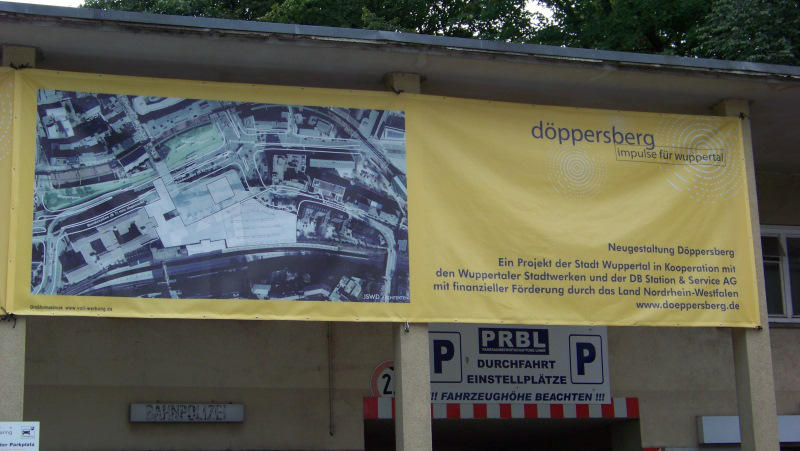 döppersberg
impulse für wuppertal
Neugestaltung Döppersberg
Ein Projekt der Stadt Wuppertal in Kooperation mit
den Wuppertaler Stadtwerken und der DB Station & Service AG
mit finanzieller Förderung durch das Land Nordrhein-Westfalen
www.doeppersberg.de
JSWD
P
PRBL
P
DURCHFAHRT
EINSTELLPLÄTZE
!! FAHRZEUGHÖHE BEACHTEN !!!
BAHNPOLIZEI